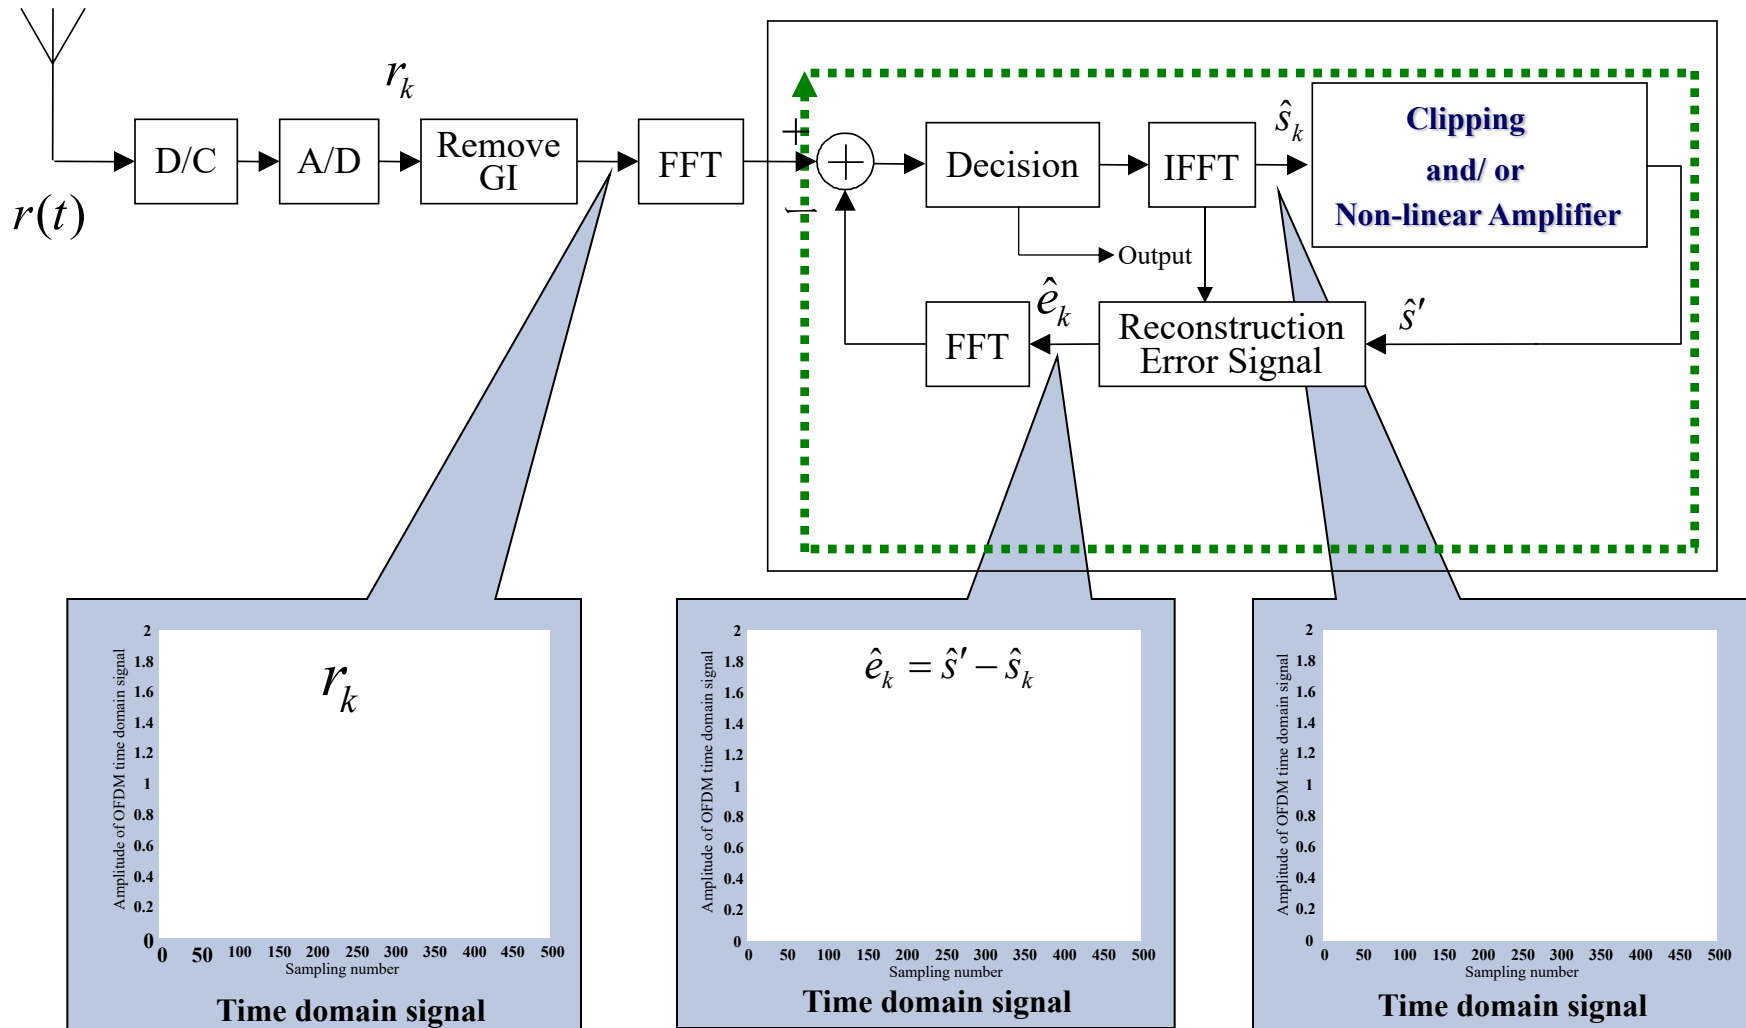 r_k
r(t)
D/C
A/D
Remove
GI
FFT
+
−
+
Decision
IFFT
ŝ_k
Clipping
and/ or
Non-linear Amplifier
Output
FFT
ê_k
Reconstruction
Error Signal
ŝ′
Amplitude of OFDM time domain signal
2
1.8
1.6
1.4
1.2
1
0.8
0.6
0.4
0.2
0
r_k
0 50 100 150 200 250 300 350 400 450 500
Sampling number
Time domain signal
Amplitude of OFDM time domain signal
2
1.8
1.6
1.4
1.2
1
0.8
0.6
0.4
0.2
0
ê_k = ŝ′ − ŝ_k
0 50 100 150 200 250 300 350 400 450 500
Sampling number
Time domain signal
Amplitude of OFDM time domain signal
2
1.8
1.6
1.4
1.2
1
0.8
0.6
0.4
0.2
0
0 50 100 150 200 250 300 350 400 450 500
Sampling number
Time domain signal